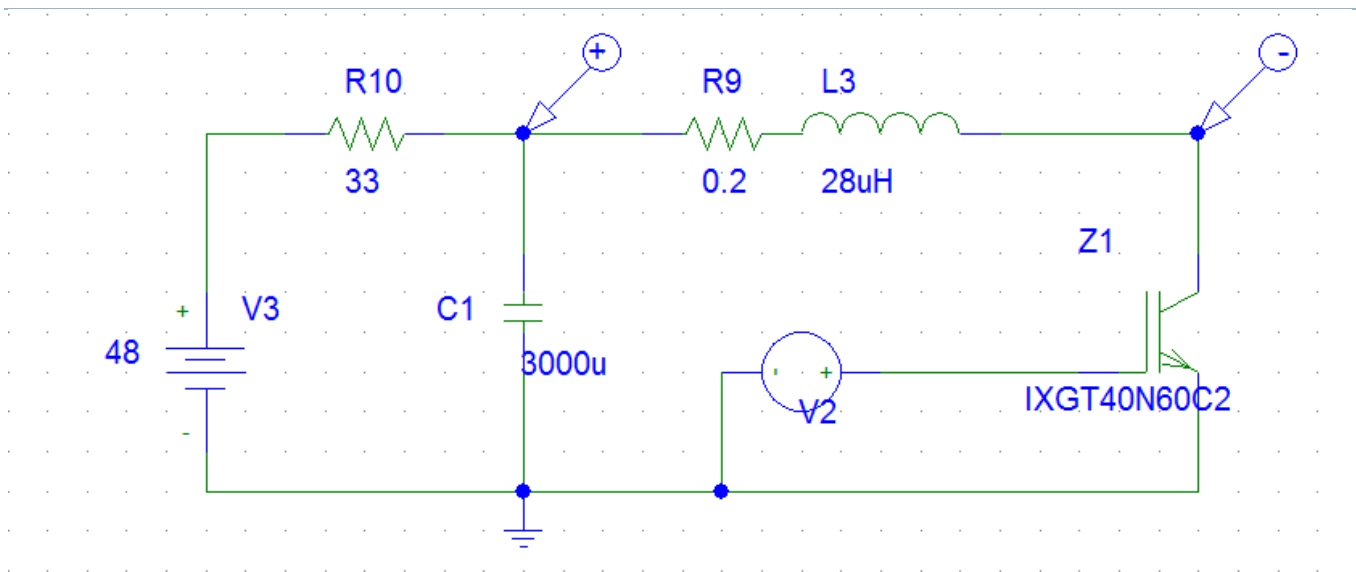 +
-
R10
R9
L3
33
0.2
28uH
Z1
+
V3
C1
48
3000u
-
+
V2
IXGT40N60C2
-